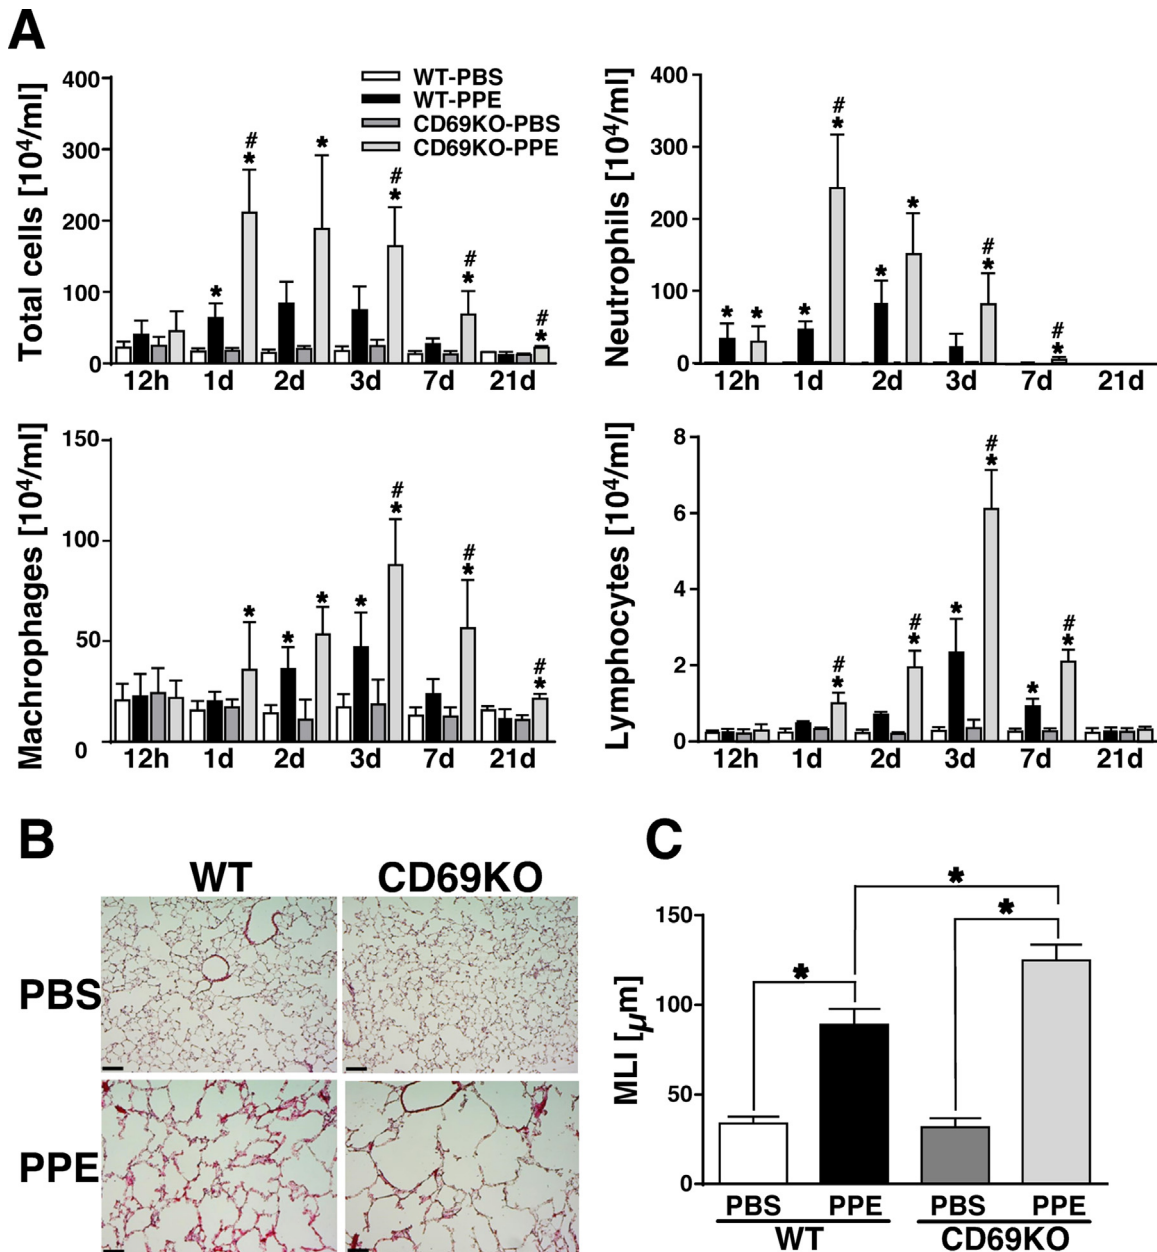 A
Total cells [10⁴/ml]
400
300
200
100
0
WT-PBS
WT-PPE
CD69KO-PBS
CD69KO-PPE
* # * * # * # * # *
12h 1d 2d 3d 7d 21d
Neutrophils [10⁴/ml]
400
300
200
100
0
* * * # * * * # * # *
12h 1d 2d 3d 7d 21d
Machrophages [10⁴/ml]
150
100
50
0
* * * * # * # * # *
12h 1d 2d 3d 7d 21d
Lymphocytes [10⁴/ml]
8
6
4
2
0
# * # * * # * * # *
12h 1d 2d 3d 7d 21d
B
WT CD69KO
PBS
PPE
C
MLI [µm]
150
100
50
0
* * *
PBS PPE PBS PPE
WT CD69KO